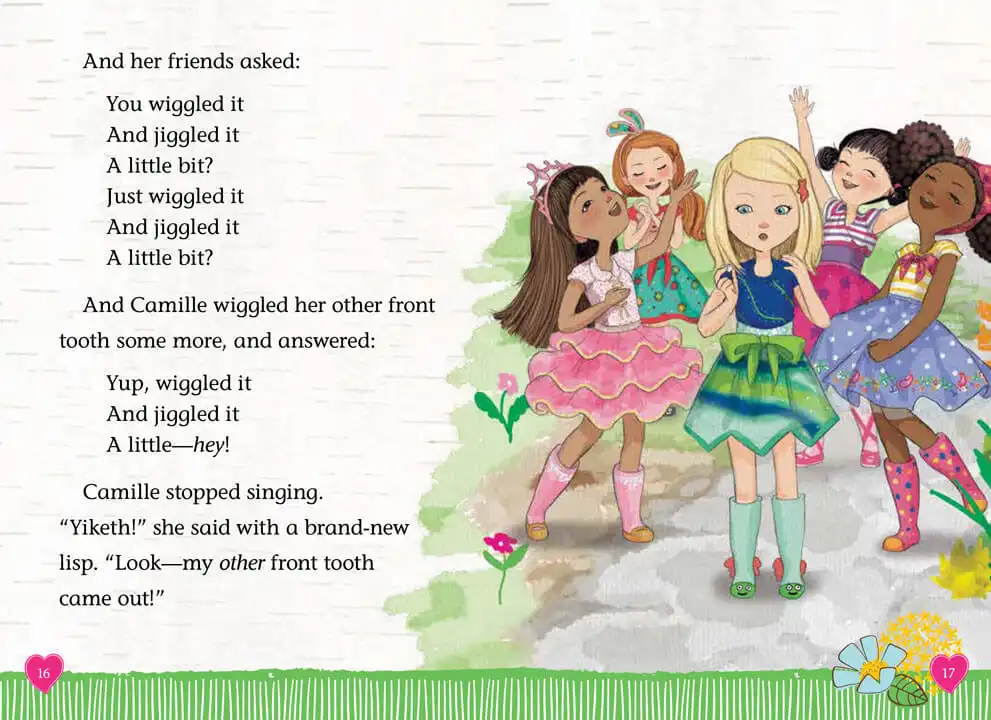 And her friends asked:
You wiggled it
And jiggled it
A little bit?
Just wiggled it
And jiggled it
A little bit?
And Camille wiggled her other front
tooth some more, and answered:
Yup, wiggled it
And jiggled it
A little—hey!
Camille stopped singing.
“Yiketh!” she said with a brand-new
lisp. “Look—my other front tooth
came out!”
16
17